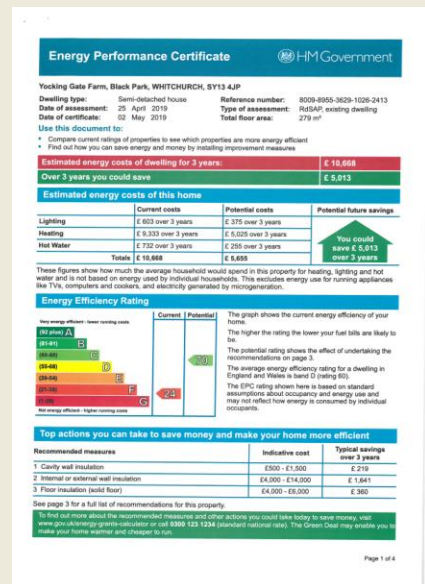 Energy Performance Certificate
HM Government
Yocking Gate Farm, Black Park, WHITCHURCH, SY13 4JP
Dwelling type: Semi-detached house Reference number: 8009-8955-3629-1026-2413
Date of assessment: 25 April 2019 Type of assessment: RdSAP, existing dwelling
Date of certificate: 02 May 2019 Total floor area: 279 m²
Use this document to:
• Compare current ratings of properties to see which properties are more energy efficient
• Find out how you can save energy and money by installing improvement measures
Estimated energy costs of dwelling for 3 years: £ 10,668
Over 3 years you could save £ 5,013
Estimated energy costs of this home
Current costs Potential costs Potential future savings
Lighting £ 603 over 3 years £ 375 over 3 years
Heating £ 9,333 over 3 years £ 5,025 over 3 years
Hot Water £ 732 over 3 years £ 255 over 3 years
Totals £ 10,668 £ 5,655
You could
save £ 5,013
over 3 years
These figures show how much the average household would spend in this property for heating, lighting and hot
water and is not based on energy used by individual households. This excludes energy use for running appliances
like TVs, computers and cookers, and electricity generated by microgeneration.
Energy Efficiency Rating
Current Potential
Very energy efficient - lower running costs
(92 plus) A
(81-91) B
C
(55-68) D
(39-54) E
(21-38) F
(1-20) G
Not energy efficient - higher running costs
24
70
The graph shows the current energy efficiency of your
home.
The higher the rating the lower your fuel bills are likely to
be.
The potential rating shows the effect of undertaking the
recommendations on page 3.
The average energy efficiency rating for a dwelling in
England and Wales is band D (rating 60).
The EPC rating shown here is based on standard
assumptions about occupancy and energy use and
may not reflect how energy is consumed by individual
occupants.
Top actions you can take to save money and make your home more efficient
Recommended measures Indicative cost Typical savings
over 3 years
1 Cavity wall insulation £500 - £1,500 £ 219
2 Internal or external wall insulation £4,000 - £14,000 £ 1,641
3 Floor insulation (solid floor) £4,000 - £6,000 £ 360
See page 3 for a full list of recommendations for this property.
To find out more about the recommended measures and other actions you could take today to save money, visit
www.gov.uk/energy-grants-calculator or call 0300 123 1234 (standard national rate). The Green Deal may enable you to
make your home warmer and cheaper to run.
Page 1 of 4